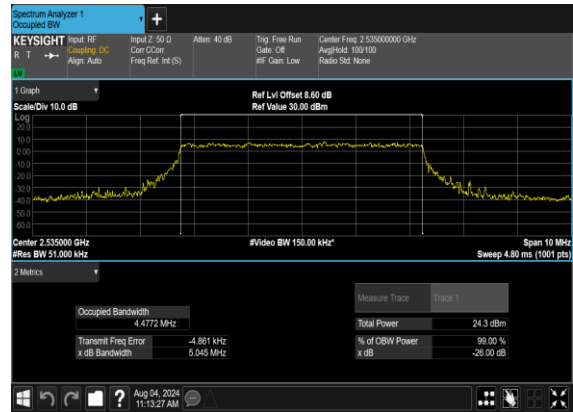 Spectrum Analyzer 1
Occupied BW
+
KEYSIGHT
R T
LU
Input: RF
Coupling: DC
Align: Auto
Input Z: 50 Ω
Corr CCorr
Freq Ref: Int (S)
Atten: 40 dB
Trig: Free Run
Gate: Off
#IF Gain: Low
Center Freq: 2.535000000 GHz
Avg|Hold: 100/100
Radio Std: None
1 Graph
Scale/Div 10.0 dB
Ref Lvl Offset 8.60 dB
Ref Value 30.00 dBm
Log
20.0
10.0
0.00
-10.0
-20.0
-30.0
-40.0
-50.0
-60.0
Center 2.535000 GHz
#Res BW 51.000 kHz
#Video BW 150.00 kHz*
Span 10 MHz
Sweep 4.80 ms (1001 pts)
2 Metrics
Measure Trace Trace 1
Occupied Bandwidth
4.4772 MHz
Total Power 24.3 dBm
Transmit Freq Error -4.861 kHz
% of OBW Power 99.00 %
x dB Bandwidth 5.045 MHz
x dB -26.00 dB
?
Aug 04, 2024
11:13:27 AM